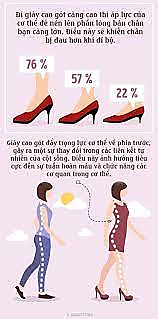 Đi giày cao gót càng cao thì áp lực của
cơ thể đè nén lên phần lòng bàn chân
bạn càng lớn. Điều này sẽ khiến chân
bị đau hơn khi đi bộ.
76 %
57 %
22 %
Giày cao gót đẩy trọng lực cơ thể về phía trước,
gây ra một sự thay đổi trong các liên kết tự
nhiên của cột sống. Điều này ảnh hưởng tiêu
cực đến sự tuần hoàn máu và chức năng các
cơ quan trong cơ thể.